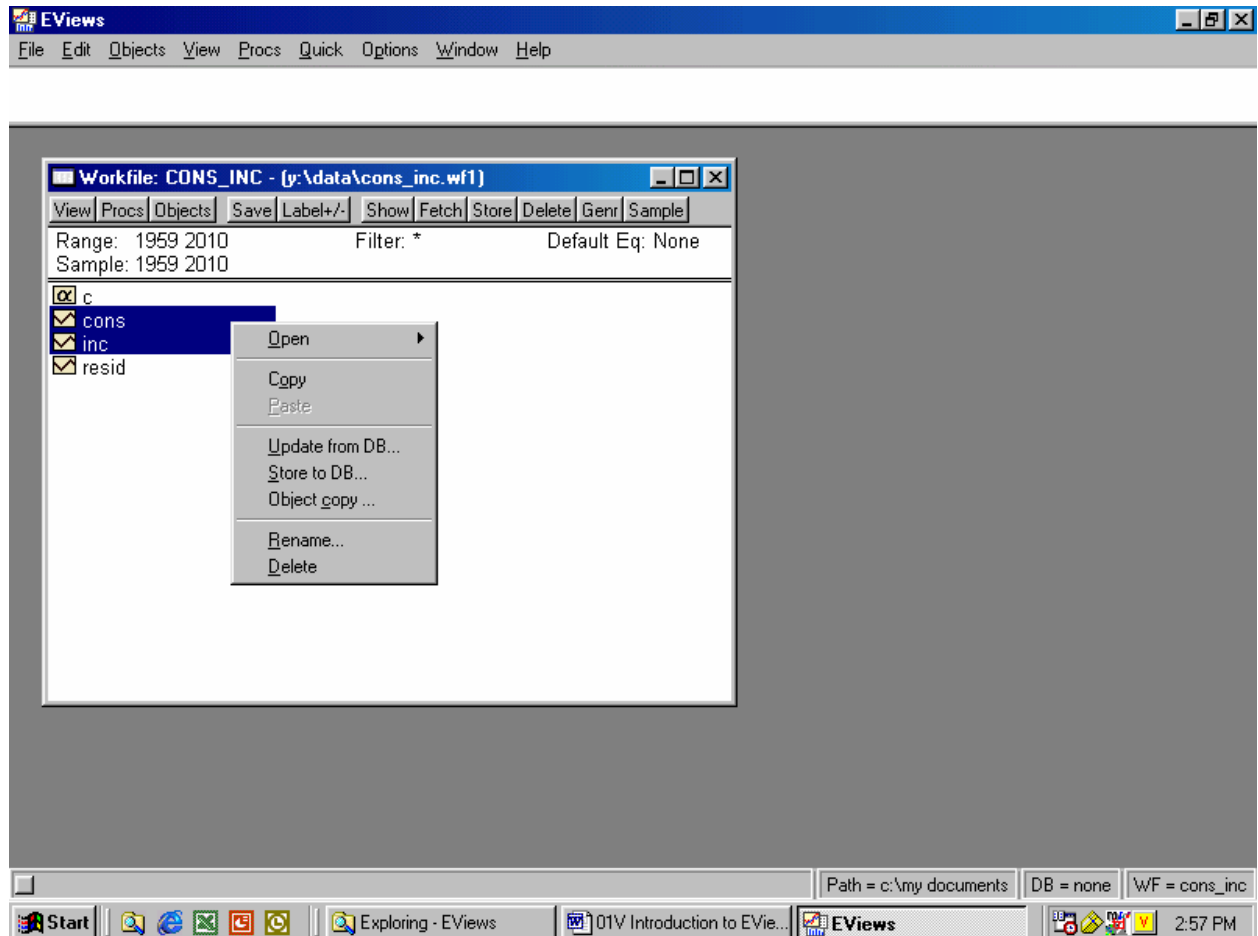 EViews
File Edit Objects View Procs Quick Options Window Help
Workfile: CONS_INC - (y:\data\cons_inc.wf1)
View Procs Objects Save Label+/- Show Fetch Store Delete Genr Sample
Range: 1959 2010 Filter: * Default Eq: None
Sample: 1959 2010
α c
cons
inc
resid
Open
Copy
Paste
Update from DB...
Store to DB...
Object copy ...
Rename...
Delete
Path = c:\my documents DB = none WF = cons_inc
Start Exploring - EViews 01V Introduction to EVie... EViews 2:57 PM